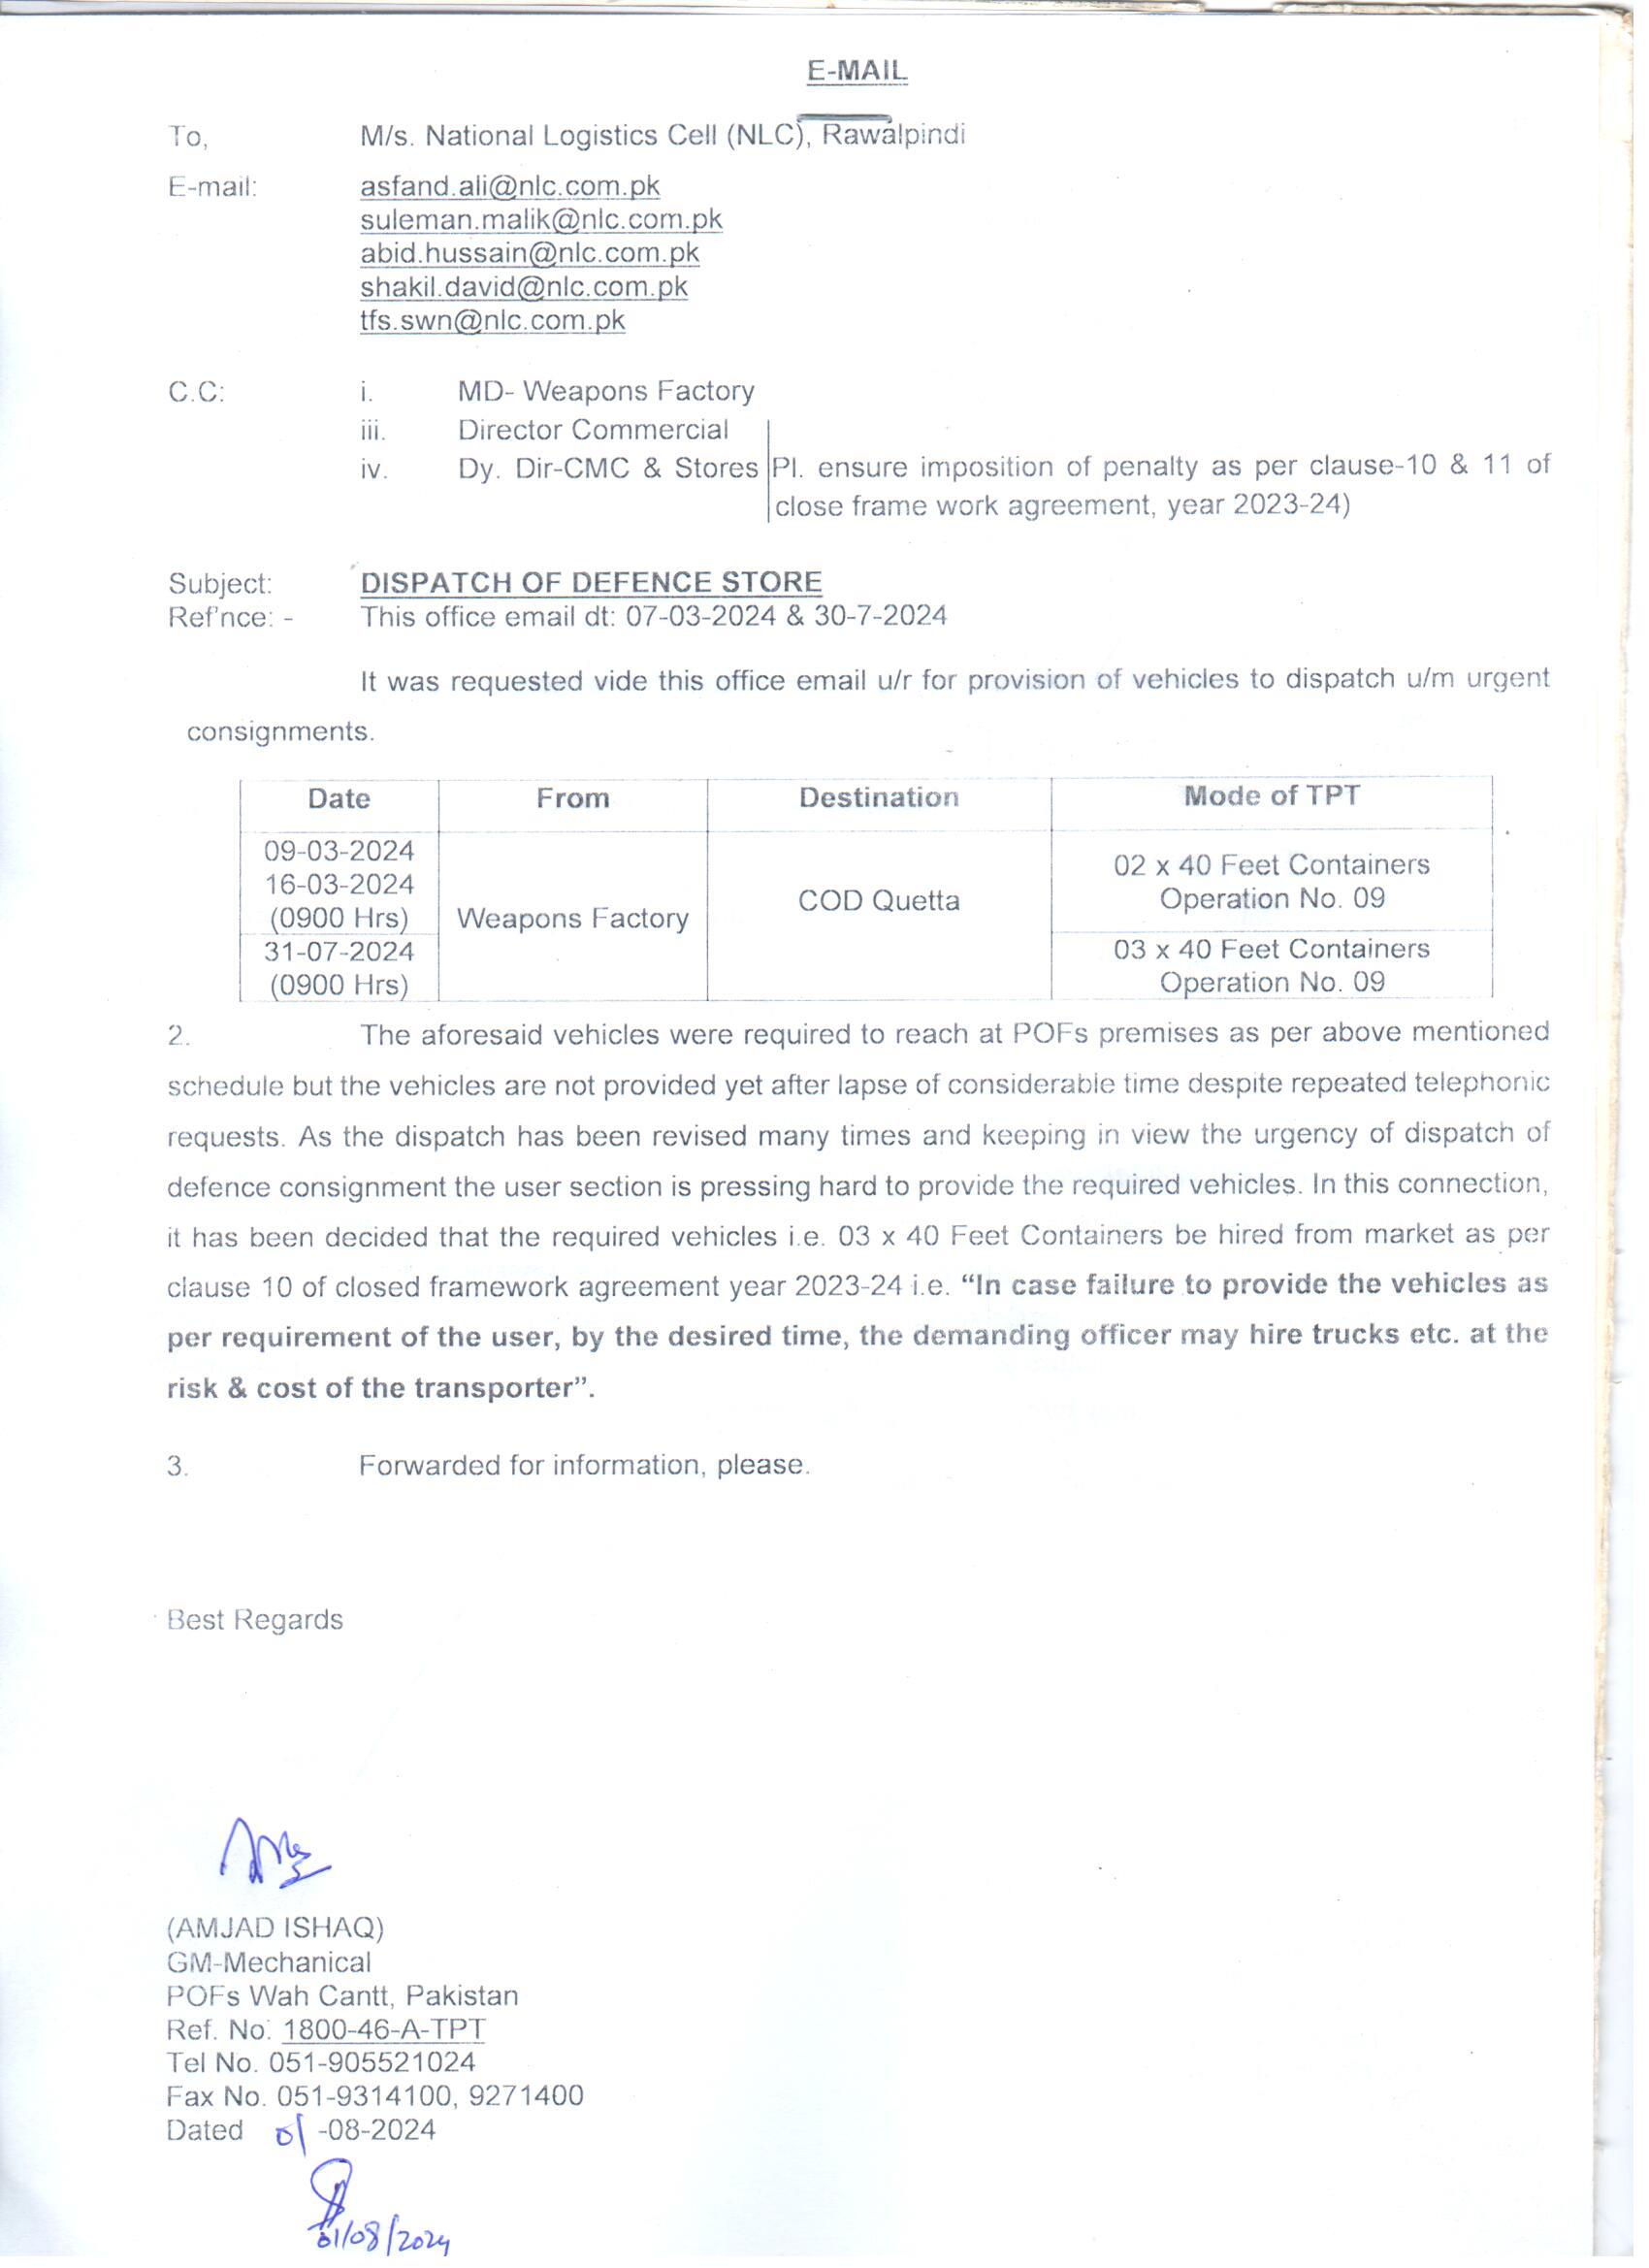 E-MAIL
To, M/s. National Logistics Cell (NLC), Rawalpindi
E-mail: asfand.ali@nlc.com.pk
suleman.malik@nlc.com.pk
abid.hussain@nlc.com.pk
shakil.david@nlc.com.pk
tfs.swn@nlc.com.pk
C.C: i. MD- Weapons Factory
iii. Director Commercial
iv. Dy. Dir-CMC & Stores Pl. ensure imposition of penalty as per clause-10 & 11 of
close frame work agreement, year 2023-24)
Subject: DISPATCH OF DEFENCE STORE
Ref'nce: - This office email dt: 07-03-2024 & 30-7-2024
It was requested vide this office email u/r for provision of vehicles to dispatch u/m urgent
consignments.
Date From Destination Mode of TPT
09-03-2024
16-03-2024
(0900 Hrs)
Weapons Factory
COD Quetta
02 x 40 Feet Containers
Operation No. 09
31-07-2024
(0900 Hrs)
03 x 40 Feet Containers
Operation No. 09
2. The aforesaid vehicles were required to reach at POFs premises as per above mentioned
schedule but the vehicles are not provided yet after lapse of considerable time despite repeated telephonic
requests. As the dispatch has been revised many times and keeping in view the urgency of dispatch of
defence consignment the user section is pressing hard to provide the required vehicles. In this connection,
it has been decided that the required vehicles i.e. 03 x 40 Feet Containers be hired from market as per
clause 10 of closed framework agreement year 2023-24 i.e. “In case failure to provide the vehicles as
per requirement of the user, by the desired time, the demanding officer may hire trucks etc. at the
risk & cost of the transporter”.
3. Forwarded for information, please.
Best Regards
(AMJAD ISHAQ)
GM-Mechanical
POFs Wah Cantt, Pakistan
Ref. No: 1800-46-A-TPT
Tel No. 051-905521024
Fax No. 051-9314100, 9271400
Dated 01 -08-2024
01/08/2024